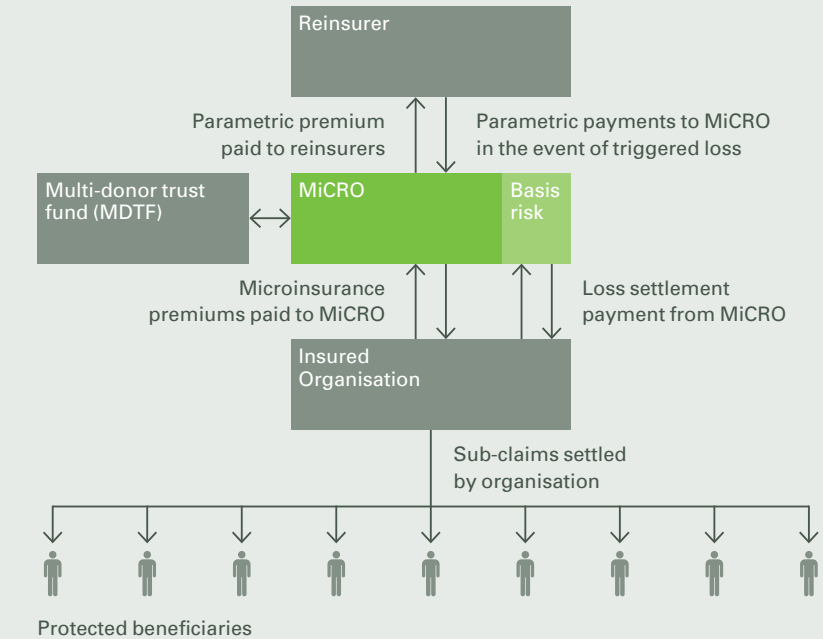 Reinsurer
Parametric premium
paid to reinsurers
Parametric payments to MiCRO
in the event of triggered loss
Multi-donor trust
fund (MDTF)
MiCRO
Basis
risk
Microinsurance
premiums paid to MiCRO
Loss settlement
payment from MiCRO
Insured
Organisation
Sub-claims settled
by organisation
Protected beneficiaries